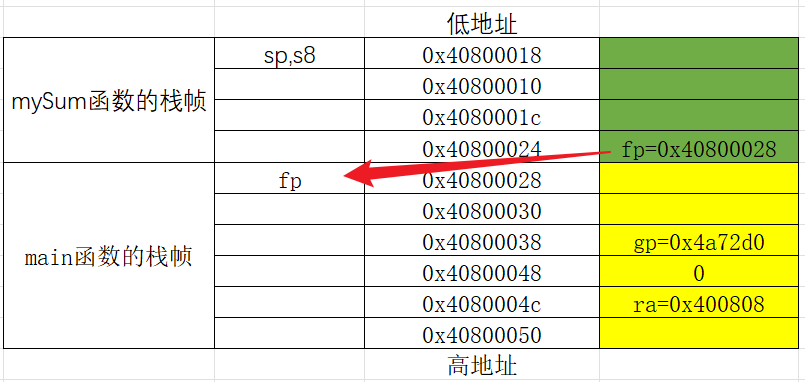 低地址
mySum函数的栈帧
sp,s8 0x40800018
0x40800010
0x4080001c
0x40800024 fp=0x40800028
main函数的栈帧
fp 0x40800028
0x40800030
0x40800038 gp=0x4a72d0
0x40800048 0
0x4080004c ra=0x400808
0x40800050
高地址